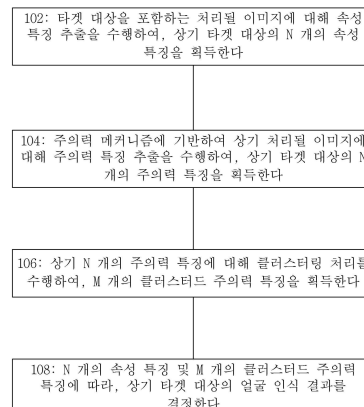 102: 타겟 대상을 포함하는 처리될 이미지에 대해 속성
특징 추출을 수행하여, 상기 타겟 대상의 N 개의 속성
특징을 획득한다
104: 주의력 메커니즘에 기반하여 상기 처리될 이미지에
대해 주의력 특징 추출을 수행하여, 상기 타겟 대상의 N
개의 주의력 특징을 획득한다
106: 상기 N 개의 주의력 특징에 대해 클러스터링 처리를
수행하여, M 개의 클러스터드 주의력 특징을 획득한다
108: N 개의 속성 특징 및 M 개의 클러스터드 주의력
특징에 따라, 상기 타겟 대상의 얼굴 인식 결과를
결정한다